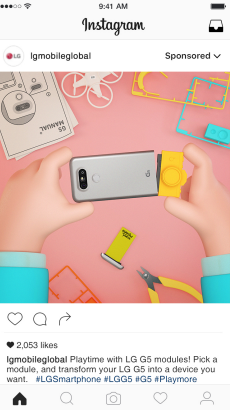 9:41 AM
Instagram
LG
lgmobileglobal
Sponsored
G5
MANUAL
2,053 likes
lgmobileglobal Playtime with LG G5 modules! Pick a
module, and transform your LG G5 into a device you
want. #LGSmartphone #LGG5 #G5 #Playmore